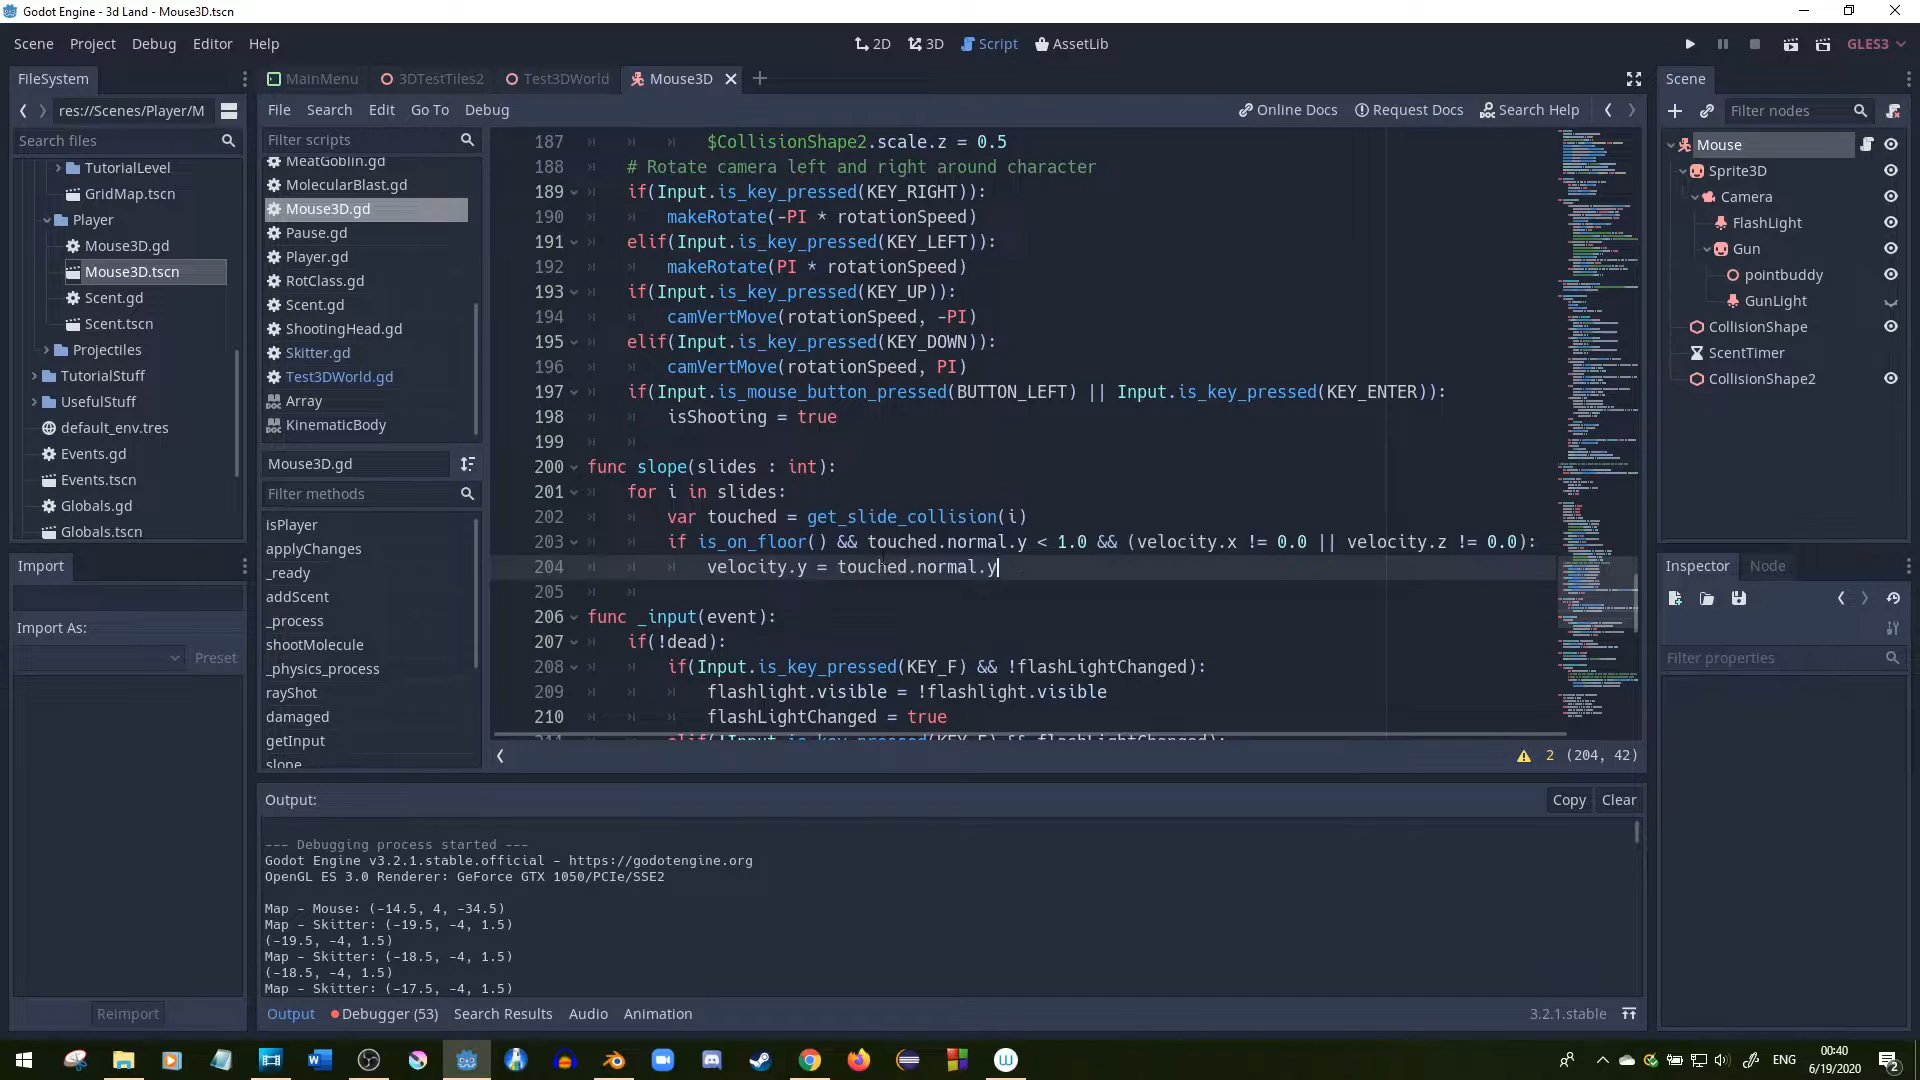 Godot Engine - 3d Land - Mouse3D.tscn
Scene Project Debug Editor Help
2D 3D Script AssetLib
GLES3
FileSystem
MainMenu 3DTestTiles2 Test3DWorld Mouse3D
Scene
res://Scenes/Player/M
File Search Edit Go To Debug
Online Docs Request Docs Search Help
Filter nodes
Search files
TutorialLevel
GridMap.tscn
Player
Mouse3D.gd
Mouse3D.tscn
Scent.gd
Scent.tscn
Projectiles
TutorialStuff
UsefulStuff
default_env.tres
Events.gd
Events.tscn
Globals.gd
Globals.tscn
Import
Import As:
Preset
Reimport
Filter scripts
MeatGoblin.gd
MolecularBlast.gd
Mouse3D.gd
Pause.gd
Player.gd
RotClass.gd
Scent.gd
ShootingHead.gd
Skitter.gd
Test3DWorld.gd
Array
KinematicBody
Mouse3D.gd
Filter methods
isPlayer
applyChanges
_ready
addScent
_process
shootMolecule
_physics_process
rayShot
damaged
getInput
slope
187 $CollisionShape2.scale.z = 0.5
188 # Rotate camera left and right around character
189 if(Input.is_key_pressed(KEY_RIGHT)):
190 makeRotate(-PI * rotationSpeed)
191 elif(Input.is_key_pressed(KEY_LEFT)):
192 makeRotate(PI * rotationSpeed)
193 if(Input.is_key_pressed(KEY_UP)):
194 camVertMove(rotationSpeed, -PI)
195 elif(Input.is_key_pressed(KEY_DOWN)):
196 camVertMove(rotationSpeed, PI)
197 if(Input.is_mouse_button_pressed(BUTTON_LEFT) || Input.is_key_pressed(KEY_ENTER)):
198 isShooting = true
199
200 func slope(slides : int):
201 for i in slides:
202 var touched = get_slide_collision(i)
203 if is_on_floor() && touched.normal.y < 1.0 && (velocity.x != 0.0 || velocity.z != 0.0):
204 velocity.y = touched.normal.y
205
206 func _input(event):
207 if(!dead):
208 if(Input.is_key_pressed(KEY_F) && !flashLightChanged):
209 flashlight.visible = !flashlight.visible
210 flashLightChanged = true
211 elif(!Input.is_key_pressed(KEY_F) && flashLightChanged):
2 (204, 42)
Output:
Copy Clear
--- Debugging process started ---
Godot Engine v3.2.1.stable.official - https://godotengine.org
OpenGL ES 3.0 Renderer: GeForce GTX 1050/PCIe/SSE2
Map - Mouse: (-14.5, 4, -34.5)
Map - Skitter: (-19.5, -4, 1.5)
(-19.5, -4, 1.5)
Map - Skitter: (-18.5, -4, 1.5)
(-18.5, -4, 1.5)
Map - Skitter: (-17.5, -4, 1.5)
Output Debugger (53) Search Results Audio Animation
3.2.1.stable
Mouse
Sprite3D
Camera
FlashLight
Gun
pointbuddy
GunLight
CollisionShape
ScentTimer
CollisionShape2
Inspector Node
Filter properties
ENG
00:40
6/19/2020
2